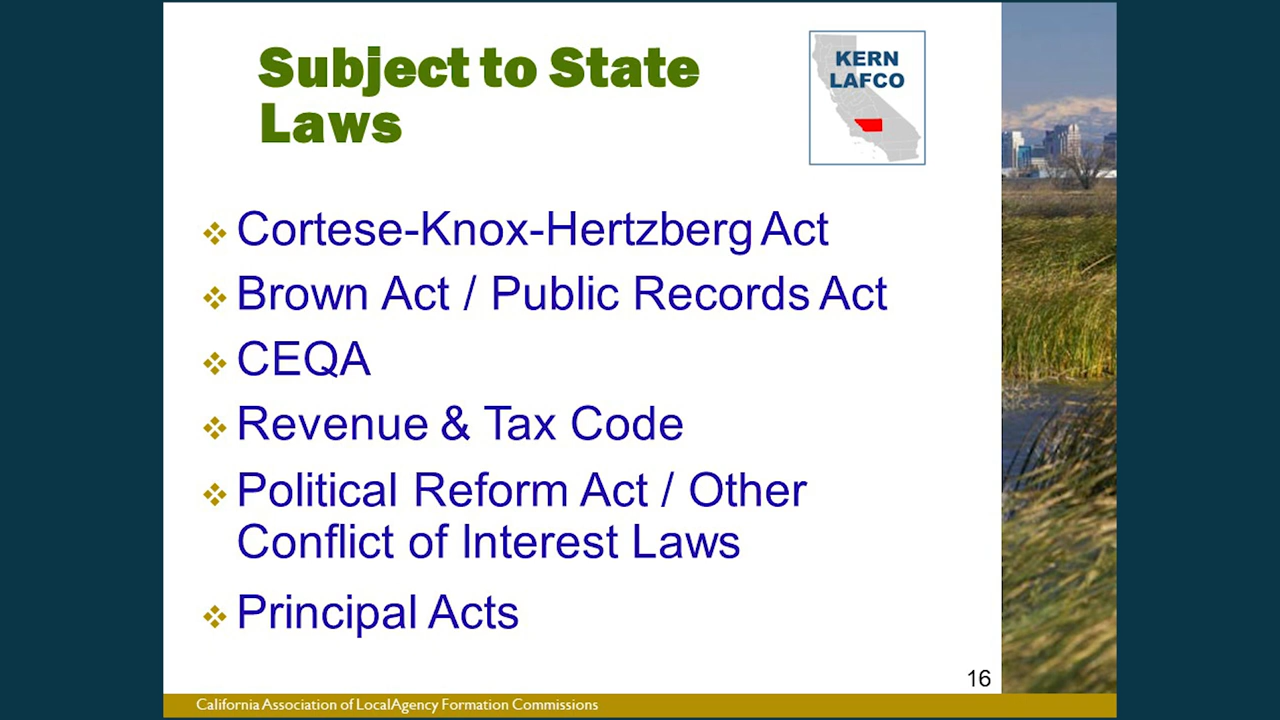 Subject to State
Laws
KERN
LAFCO
Cortese-Knox-Hertzberg Act
Brown Act / Public Records Act
CEQA
Revenue & Tax Code
Political Reform Act / Other
Conflict of Interest Laws
Principal Acts
16
California Association of LocalAgency Formation Commissions